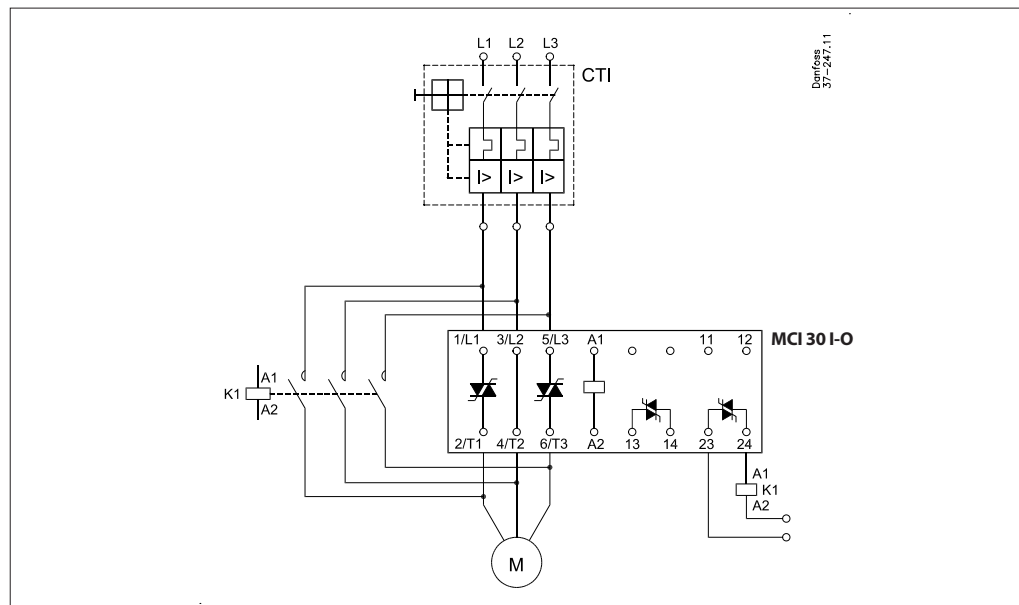 L1 L2 L3
CTI
Danfoss
37-247.11
I> I> I>
1/L1 3/L2 5/L3 A1 11 12
MCI 30 I-O
A1
K1
A2
2/T1 4/T2 6/T3 A2 13 14 23 24
A1
K1
A2
M